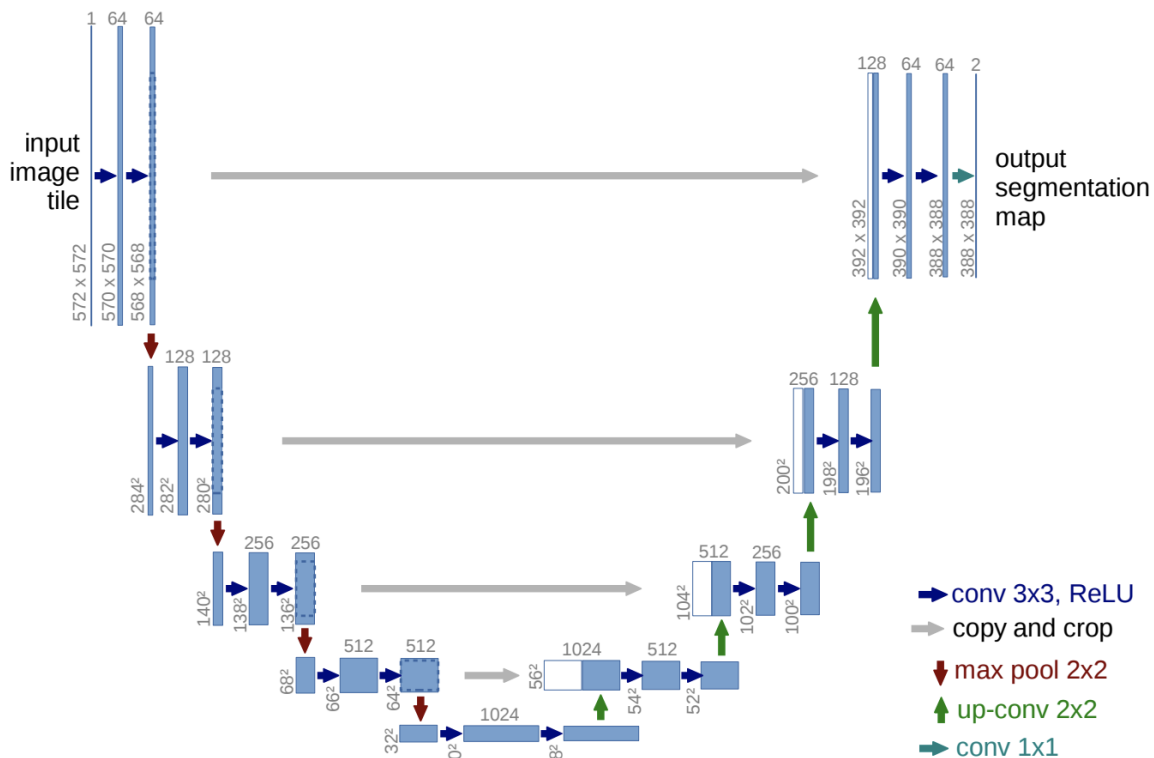 1 64 64
128 64 64 2
input
image
tile
output
segmentation
map
572 x 572
570 x 570
568 x 568
392 x 392
390 x 390
388 x 388
388 x 388
128 128
256 128
284²
282²
280²
200²
198²
196²
256 256
512 256
140²
138²
136²
104²
102²
100²
512 512
1024 512
68²
66²
64²
56²
54²
52²
1024
32²
0²
8²
conv 3x3, ReLU
copy and crop
max pool 2x2
up-conv 2x2
conv 1x1